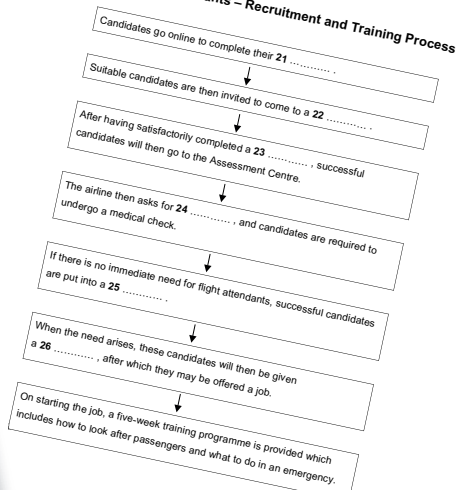 – Recruitment and Training Process
Candidates go online to complete their 21 ............ .
Suitable candidates are then invited to come to a 22 ............ .
After having satisfactorily completed a 23 ............ , successful
candidates will then go to the Assessment Centre.
The airline then asks for 24 ............ , and candidates are required to
undergo a medical check.
If there is no immediate need for flight attendants, successful candidates
are put into a 25 ............ .
When the need arises, these candidates will then be given
a 26 ............ , after which they may be offered a job.
On starting the job, a five-week training programme is provided which
includes how to look after passengers and what to do in an emergency.